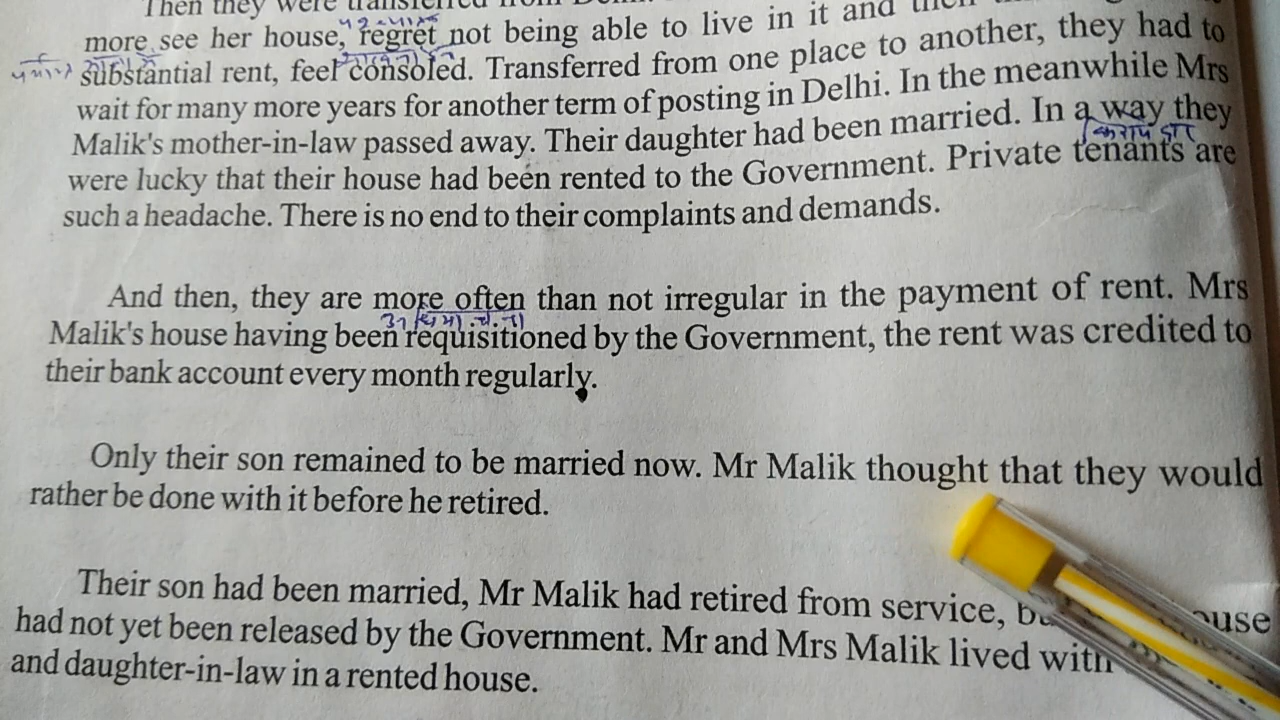 Then they were transferred from
more see her house, regret not being able to live in it and then
substantial rent, feel consoled. Transferred from one place to another, they had to
wait for many more years for another term of posting in Delhi. In the meanwhile Mrs
Malik's mother-in-law passed away. Their daughter had been married. In a way they
were lucky that their house had been rented to the Government. Private tenants are
such a headache. There is no end to their complaints and demands.
And then, they are more often than not irregular in the payment of rent. Mrs
Malik's house having been requisitioned by the Government, the rent was credited to
their bank account every month regularly.
Only their son remained to be married now. Mr Malik thought that they would
rather be done with it before he retired.
Their son had been married, Mr Malik had retired from service,
had not yet been released by the Government. Mr and Mrs Malik lived with
and daughter-in-law in a rented house.